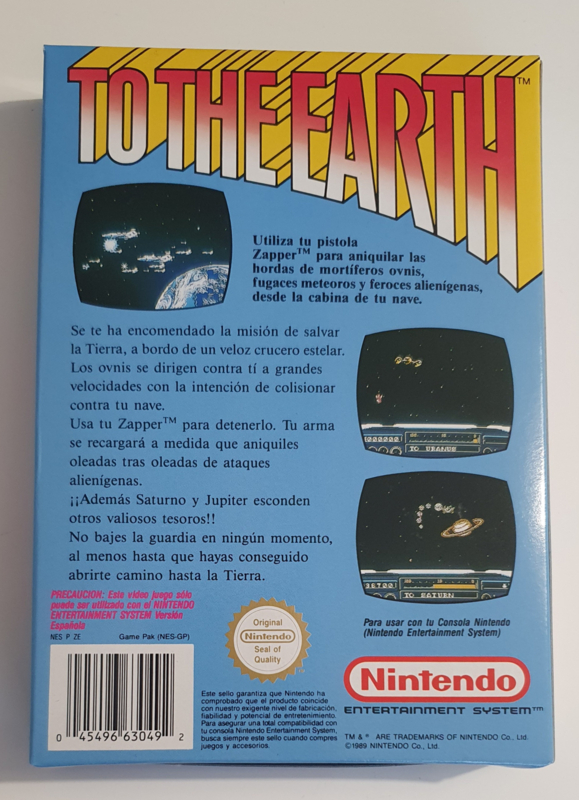 TO THE EARTH™
Utiliza tu pistola
Zapper™ para aniquilar las
hordas de mortíferos ovnis,
fugaces meteoros y feroces alienígenas,
desde la cabina de tu nave.
Se te ha encomendado la misión de salvar
la Tierra, a bordo de un veloz crucero estelar.
Los ovnis se dirigen contra tí a grandes
velocidades con la intención de colisionar
contra tu nave.
Usa tu Zapper™ para detenerlo. Tu arma
se recargará a medida que aniquiles
oleadas tras oleadas de ataques
alienígenas.
¡¡Además Saturno y Jupiter esconden
otros valiosos tesoros!!
No bajes la guardia en ningún momento,
al menos hasta que hayas conseguido
abrirte camino hasta la Tierra.
TO URANUS
TO SATURN
PRECAUCION: Este video juego sólo
puede ser utilizado con el NINTENDO
ENTERTAINMENT SYSTEM Versión
Española
NES P ZE Game Pak (NES-GP)
0 45496 63049 2
Original
Nintendo
Seal of
Quality
Este sello garantiza que Nintendo ha
comprobado que el producto coincide
con nuestro exigente nivel de fabricación,
fiabilidad y potencial de entretenimiento.
Para asegurar una total compatibilidad con
tu consola Nintendo Entertainment System,
busca siempre este sello cuando compres
juegos y accesorios.
Para usar con tu Consola Nintendo
(Nintendo Entertainment System)
Nintendo®
ENTERTAINMENT SYSTEM™
TM & ® ARE TRADEMARKS OF NINTENDO Co., Ltd.
©1989 NINTENDO Co., Ltd.